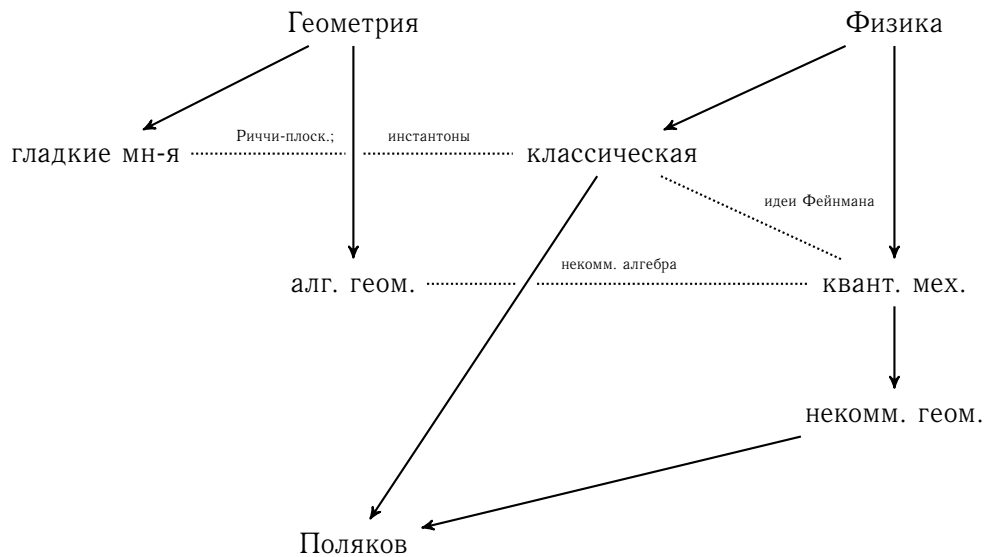 Геометрия
Физика
Риччи-плоск.; инстантоны
гладкие мн-я
классическая
идеи Фейнмана
некомм. алгебра
алг. геом.
квант. мех.
некомм. геом.
Поляков